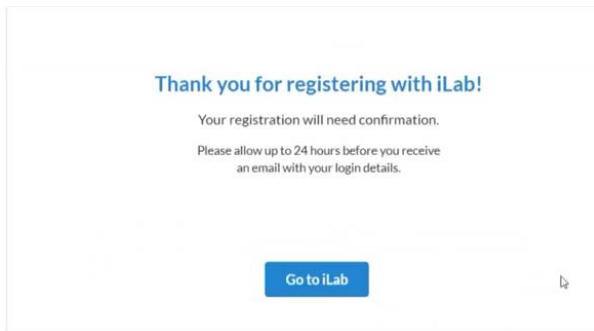 Thank you for registering with iLab!
Your registration will need confirmation.
Please allow up to 24 hours before you receive
an email with your login details.
Go to iLab